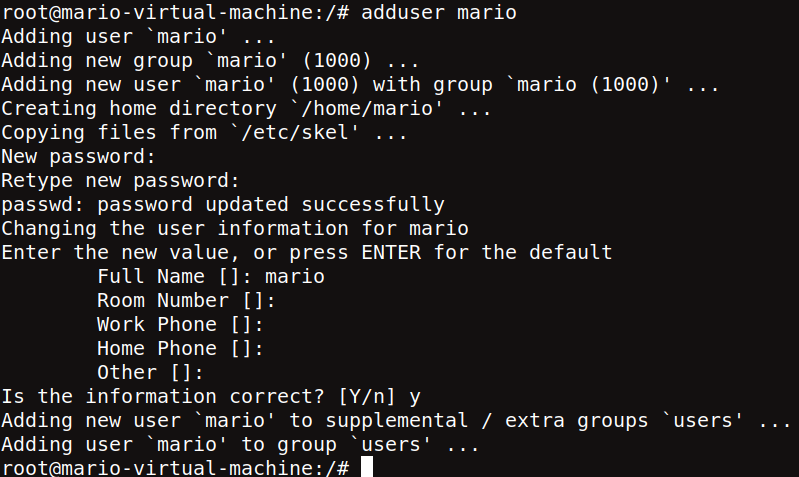 root@mario-virtual-machine:/# adduser mario
Adding user `mario' ...
Adding new group `mario' (1000) ...
Adding new user `mario' (1000) with group `mario (1000)' ...
Creating home directory `/home/mario' ...
Copying files from `/etc/skel' ...
New password:
Retype new password:
passwd: password updated successfully
Changing the user information for mario
Enter the new value, or press ENTER for the default
        Full Name []: mario
        Room Number []:
        Work Phone []:
        Home Phone []:
        Other []:
Is the information correct? [Y/n] y
Adding new user `mario' to supplemental / extra groups `users' ...
Adding user `mario' to group `users' ...
root@mario-virtual-machine:/#